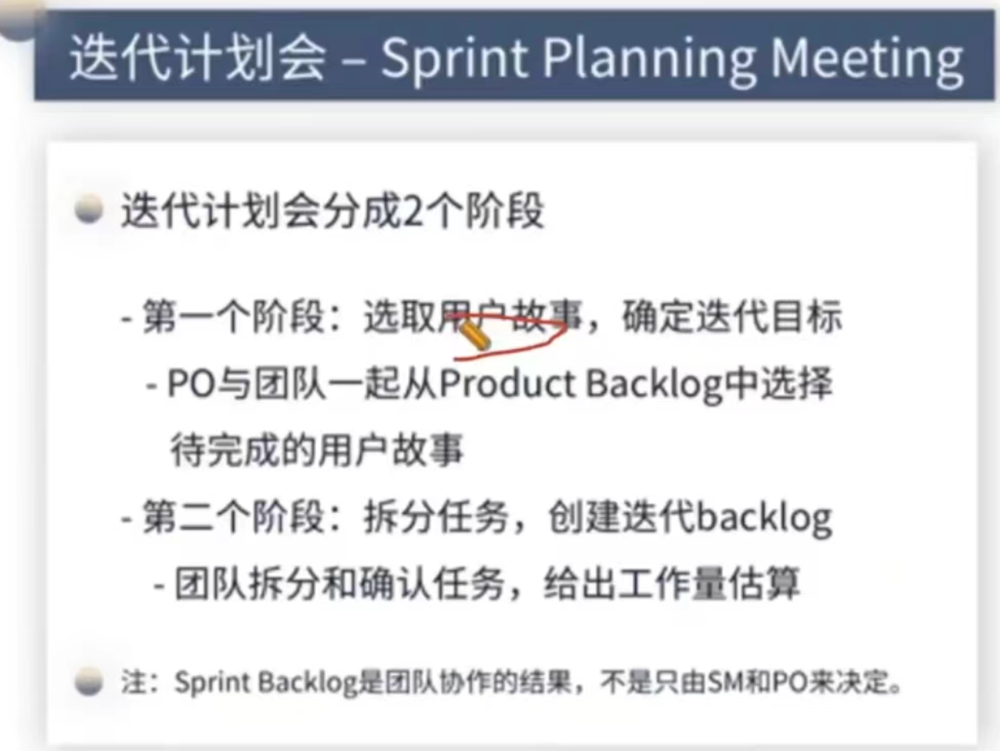 迭代计划会 – Sprint Planning Meeting
迭代计划会分成2个阶段
- 第一个阶段：选取用户故事，确定迭代目标
- PO与团队一起从Product Backlog中选择
待完成的用户故事
- 第二个阶段：拆分任务，创建迭代backlog
- 团队拆分和确认任务，给出工作量估算
注：Sprint Backlog是团队协作的结果，不是只由SM和PO来决定。